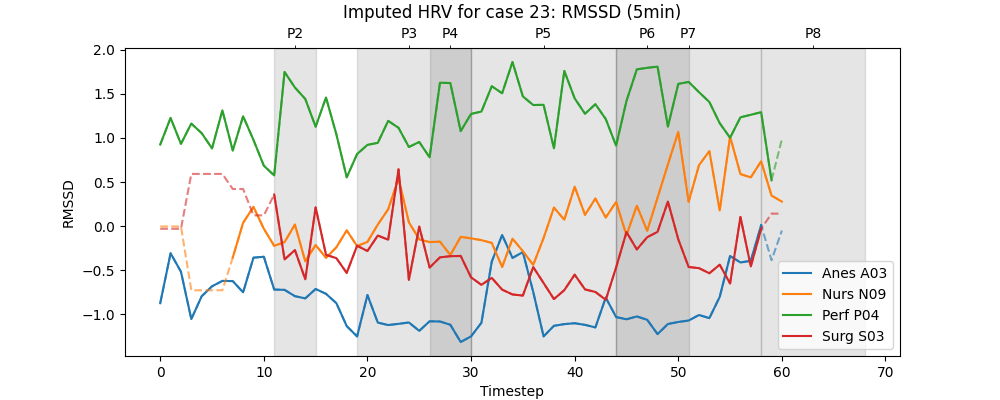 Imputed HRV for case 23: RMSSD (5min)
P2 P3 P4 P5 P6 P7 P8
2.0
1.5
1.0
0.5
0.0
−0.5
−1.0
RMSSD
Anes A03
Nurs N09
Perf P04
Surg S03
0 10 20 30 40 50 60 70
Timestep